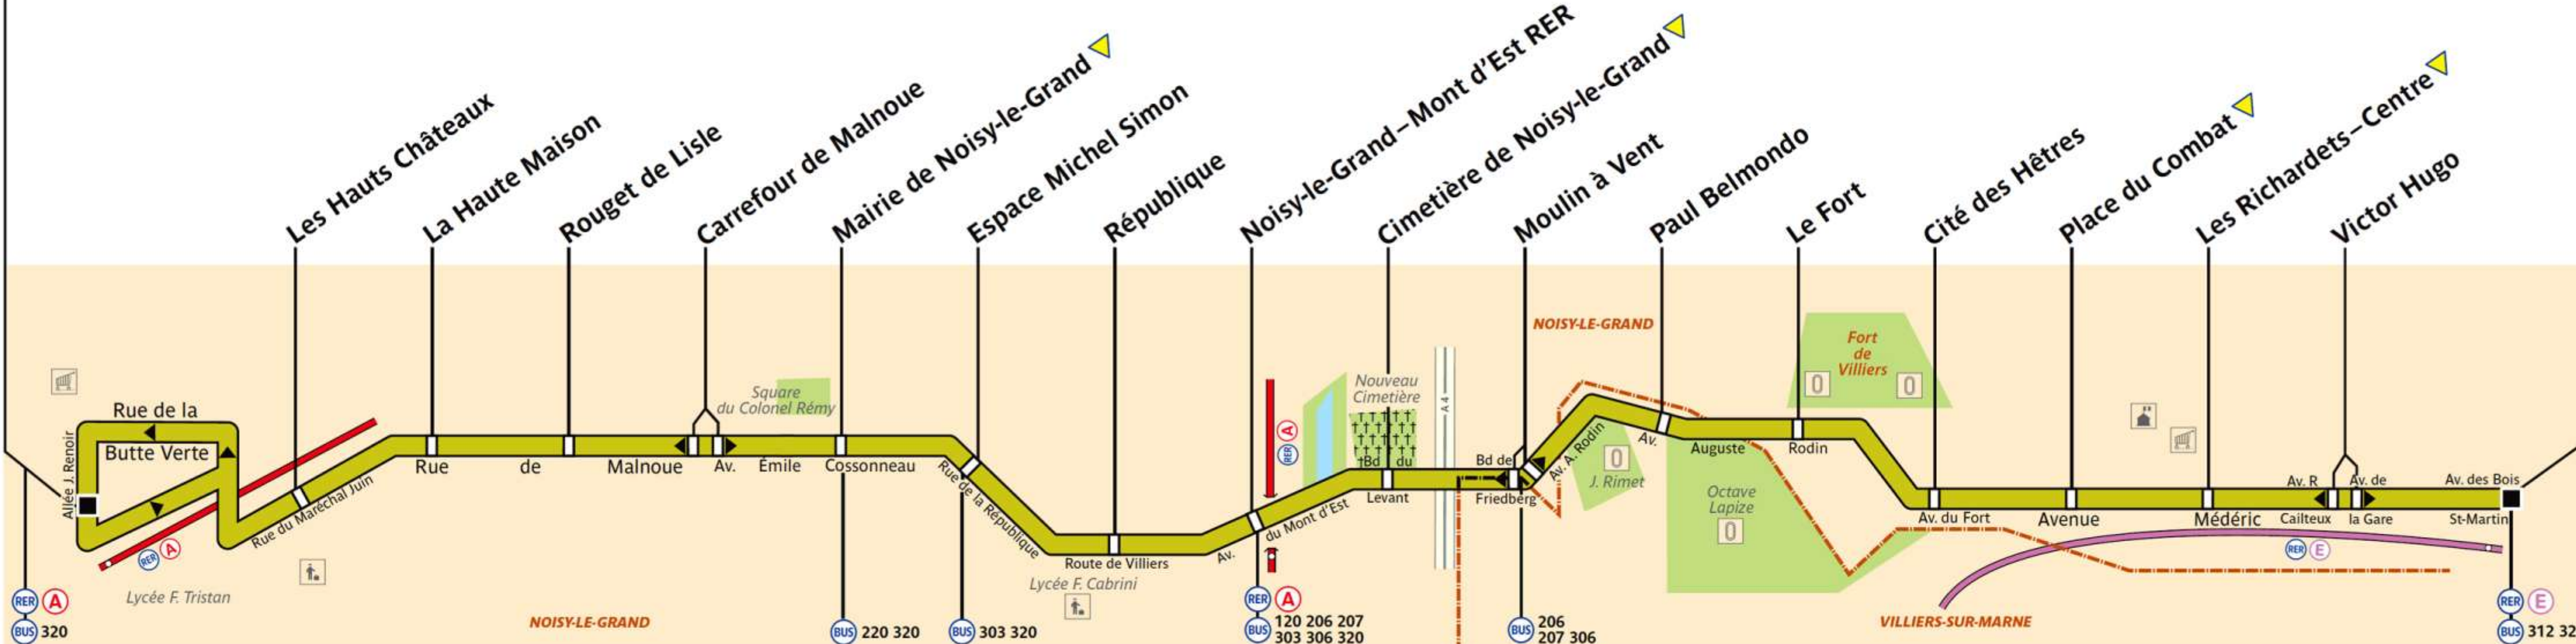 Les Hauts Châteaux
La Haute Maison
Rouget de Lisle
Carrefour de Malnoue
Mairie de Noisy-le-Grand
Espace Michel Simon
République
Noisy-le-Grand–Mont d'Est RER
Cimetière de Noisy-le-Grand
Moulin à Vent
Paul Belmondo
Le Fort
Cité des Hêtres
Place du Combat
Les Richardets–Centre
Victor Hugo
Allée J. Renoir
Rue de la
Butte Verte
RER A
Lycée F. Tristan
RER A
BUS 320
Rue du Maréchal Juin
Rue de Malnoue
NOISY-LE-GRAND
Square
du Colonel Rémy
Av. Émile Cossonneau
BUS 220 320
Rue de la République
BUS 303 320
Route de Villiers
Lycée F. Cabrini
Av. du Mont d'Est
RER A
RER A
BUS 120 206 207
303 306 320
Nouveau
Cimetière
Bd du
Levant
A4
Bd de
Friedberg
BUS 206
207 306
NOISY-LE-GRAND
Av. A. Rodin
J. Rimet
Av. Auguste Rodin
Octave
Lapize
Fort
de
Villiers
Av. du Fort
Avenue Médéric
Av. R
Cailteux
Av. de
la Gare
Av. des Bois
St-Martin
RER E
VILLIERS-SUR-MARNE
RER E
BUS 312